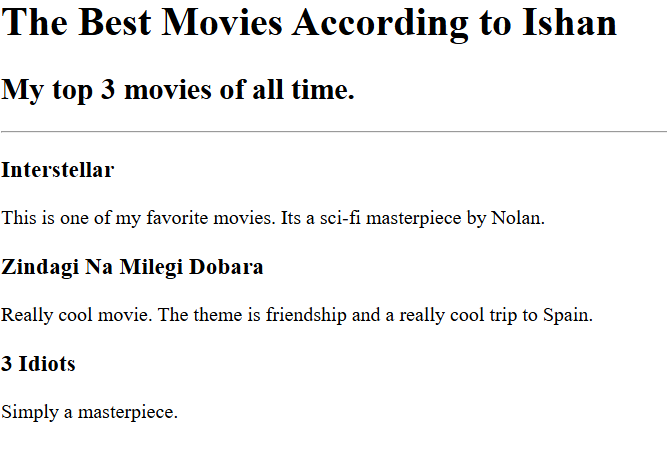 The Best Movies According to Ishan
My top 3 movies of all time.
Interstellar
This is one of my favorite movies. Its a sci-fi masterpiece by Nolan.
Zindagi Na Milegi Dobara
Really cool movie. The theme is friendship and a really cool trip to Spain.
3 Idiots
Simply a masterpiece.